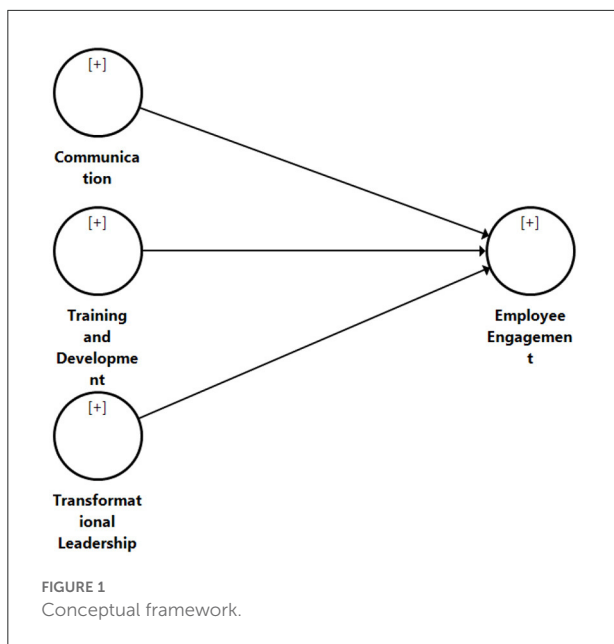 [+]
Communica
tion
[+]
Training
and
Developme
nt
[+]
Transformat
ional
Leadership
[+]
Employee
Engagemen
t
FIGURE 1
Conceptual framework.